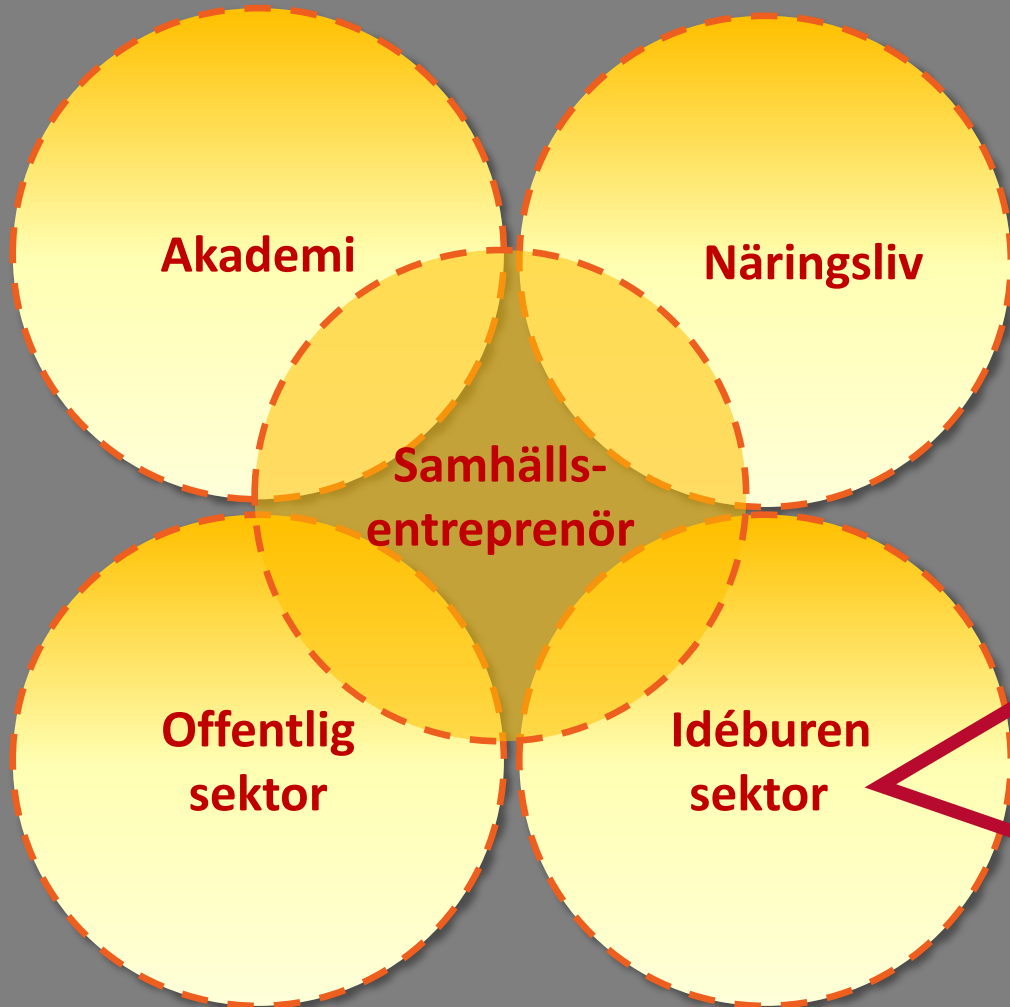 Akademi
Näringsliv
Samhälls-
entreprenör
Offentlig
sektor
Idéburen
sektor